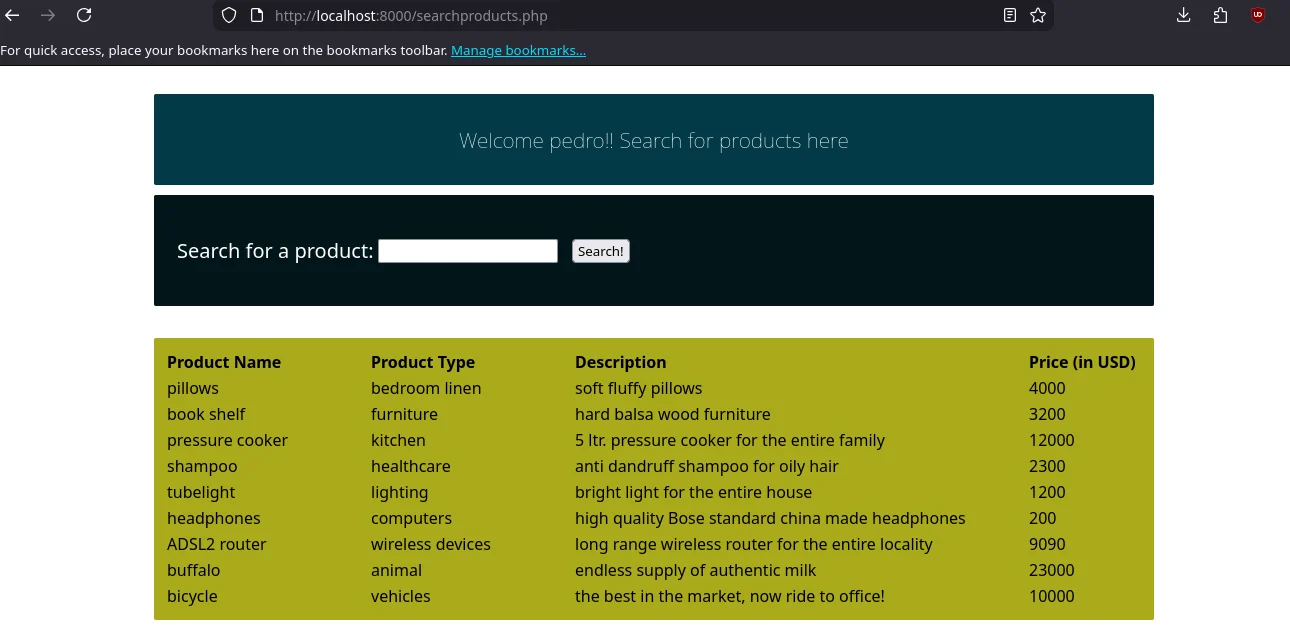 http://localhost:8000/searchproducts.php
For quick access, place your bookmarks here on the bookmarks toolbar. Manage bookmarks...
Welcome pedro!! Search for products here
Search for a product: Search!
Product Name Product Type Description Price (in USD)
pillows bedroom linen soft fluffy pillows 4000
book shelf furniture hard balsa wood furniture 3200
pressure cooker kitchen 5 ltr. pressure cooker for the entire family 12000
shampoo healthcare anti dandruff shampoo for oily hair 2300
tubelight lighting bright light for the entire house 1200
headphones computers high quality Bose standard china made headphones 200
ADSL2 router wireless devices long range wireless router for the entire locality 9090
buffalo animal endless supply of authentic milk 23000
bicycle vehicles the best in the market, now ride to office! 10000